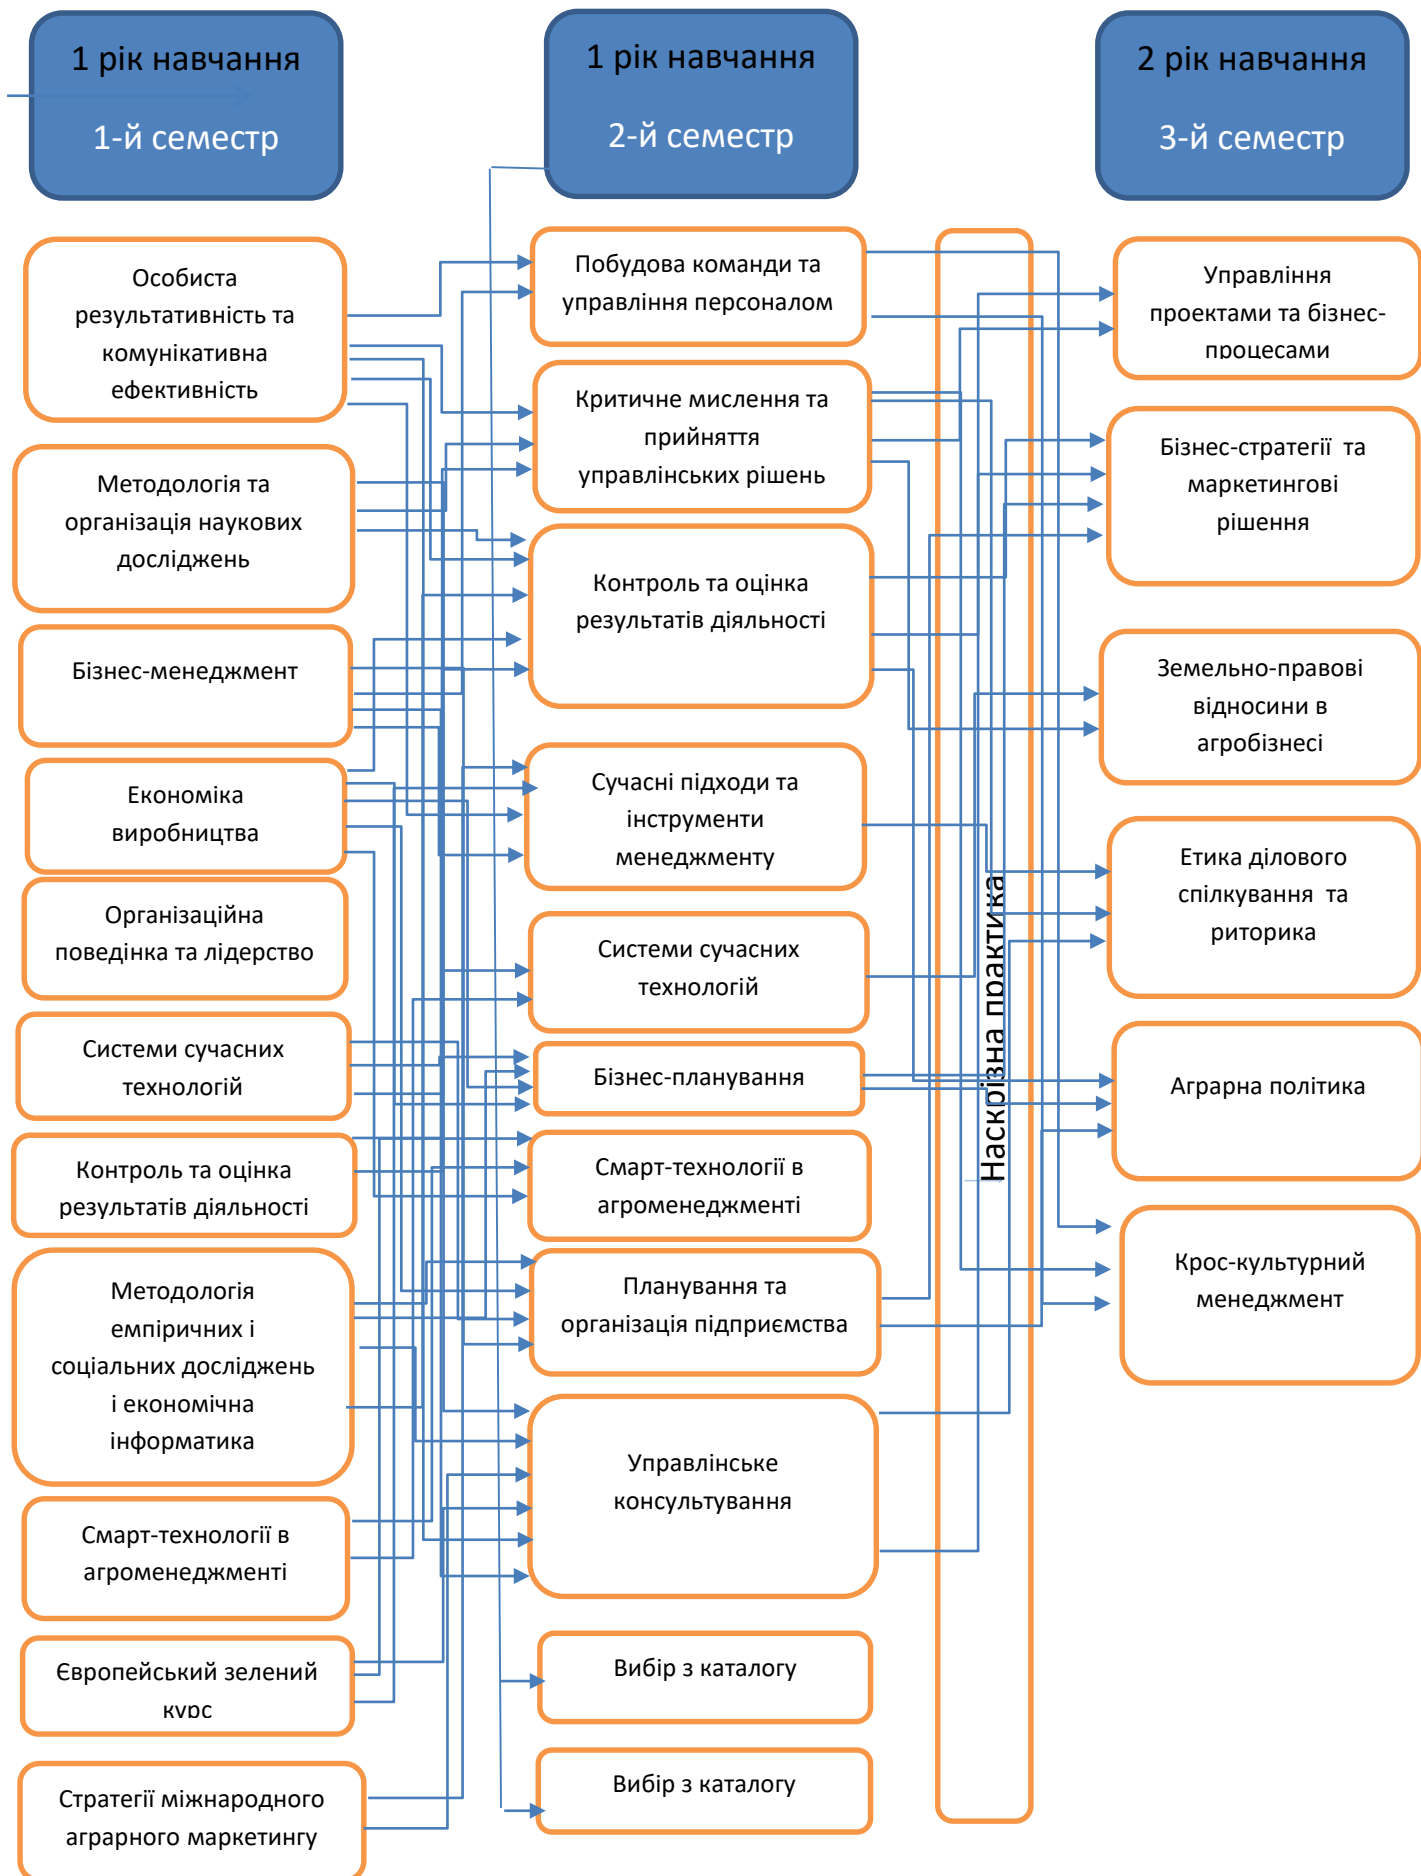 1 рік навчання
1-й семестр
1 рік навчання
2-й семестр
2 рік навчання
3-й семестр
Особиста
результативність та
комунікативна
ефективність
Методологія та
організація наукових
досліджень
Бізнес-менеджмент
Економіка
виробництва
Організаційна
поведінка та лідерство
Системи сучасних
технологій
Контроль та оцінка
результатів діяльності
Методологія
емпіричних і
соціальних досліджень
і економічна
інформатика
Смарт-технології в
агроменеджменті
Європейський зелений
курс
Стратегії міжнародного
аграрного маркетингу
Побудова команди та
управління персоналом
Критичне мислення та
прийняття
управлінських рішень
Контроль та оцінка
результатів діяльності
Сучасні підходи та
інструменти
менеджменту
Системи сучасних
технологій
Бізнес-планування
Смарт-технології в
агроменеджменті
Планування та
організація підприємства
Управлінське
консультування
Вибір з каталогу
Вибір з каталогу
Наскрізна практика
Управління
проектами та бізнес-
процесами
Бізнес-стратегії та
маркетингові
рішення
Земельно-правові
відносини в
агробізнесі
Етика ділового
спілкування та
риторика
Аграрна політика
Крос-культурний
менеджмент